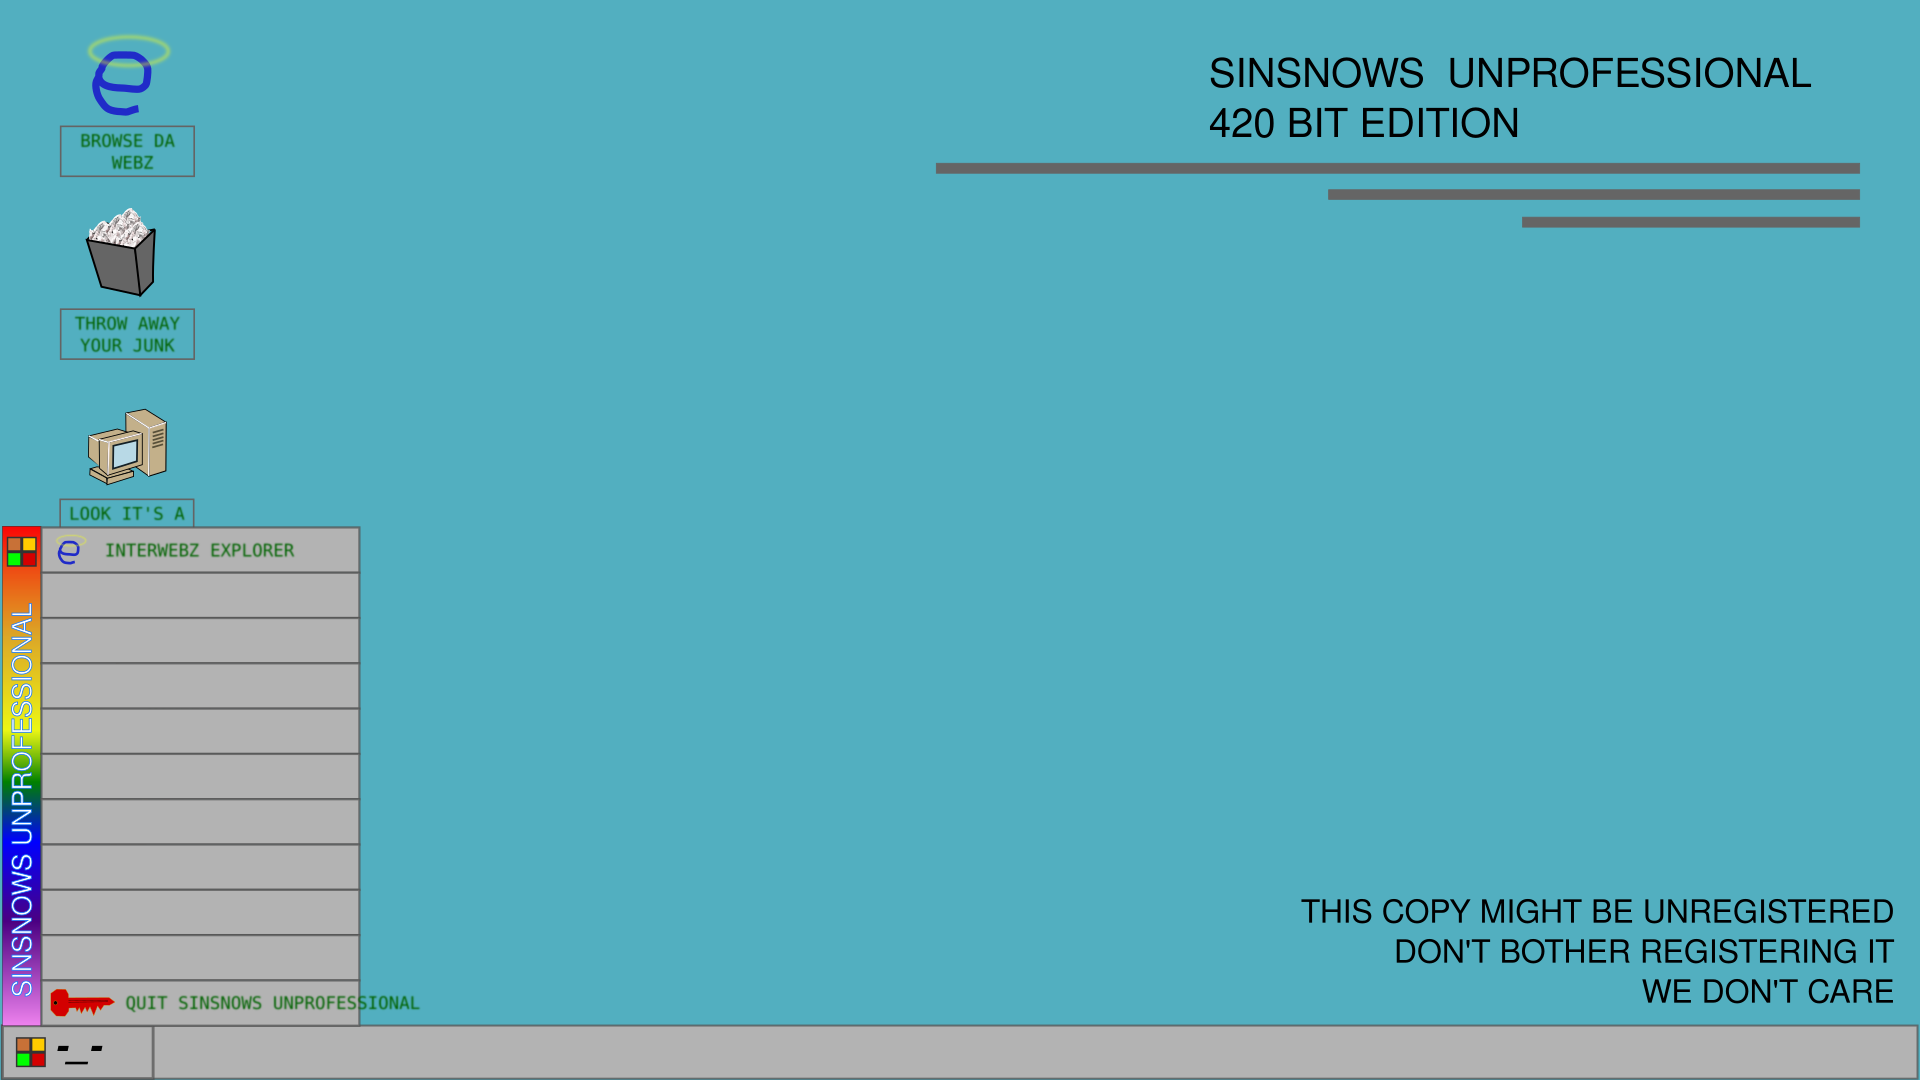 SINSNOWS UNPROFESSIONAL
420 BIT EDITION
BROWSE DA
WEBZ
THROW AWAY
YOUR JUNK
LOOK IT'S A
INTERWEBZ EXPLORER
SINSNOWS UNPROFESSIONAL
QUIT SINSNOWS UNPROFESSIONAL
-_-
THIS COPY MIGHT BE UNREGISTERED
DON'T BOTHER REGISTERING IT
WE DON'T CARE